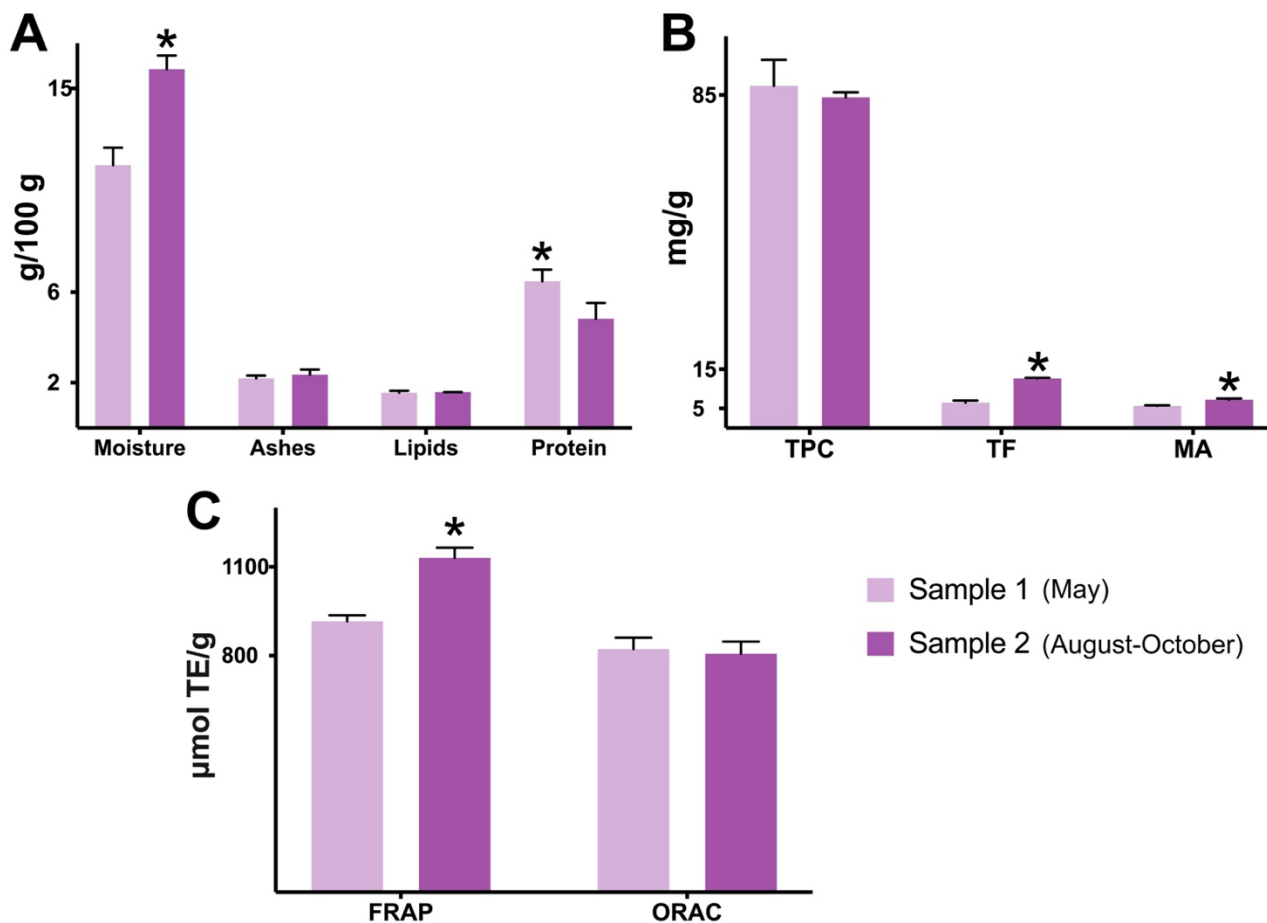 A
*
15
*
g/100 g
6
2
Moisture Ashes Lipids Protein
B
85
mg/g
*
15
*
5
TPC TF MA
C
*
1100
800
µmol TE/g
FRAP ORAC
Sample 1 (May)
Sample 2 (August-October)